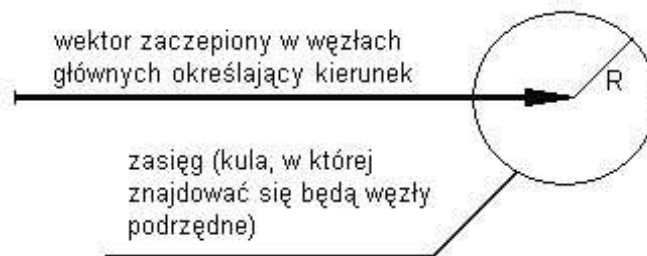 wektor zaczepiony w węzłach
głównych określający kierunek
R
zasięg (kula, w której
znajdować się będą węzły
podrzędne)